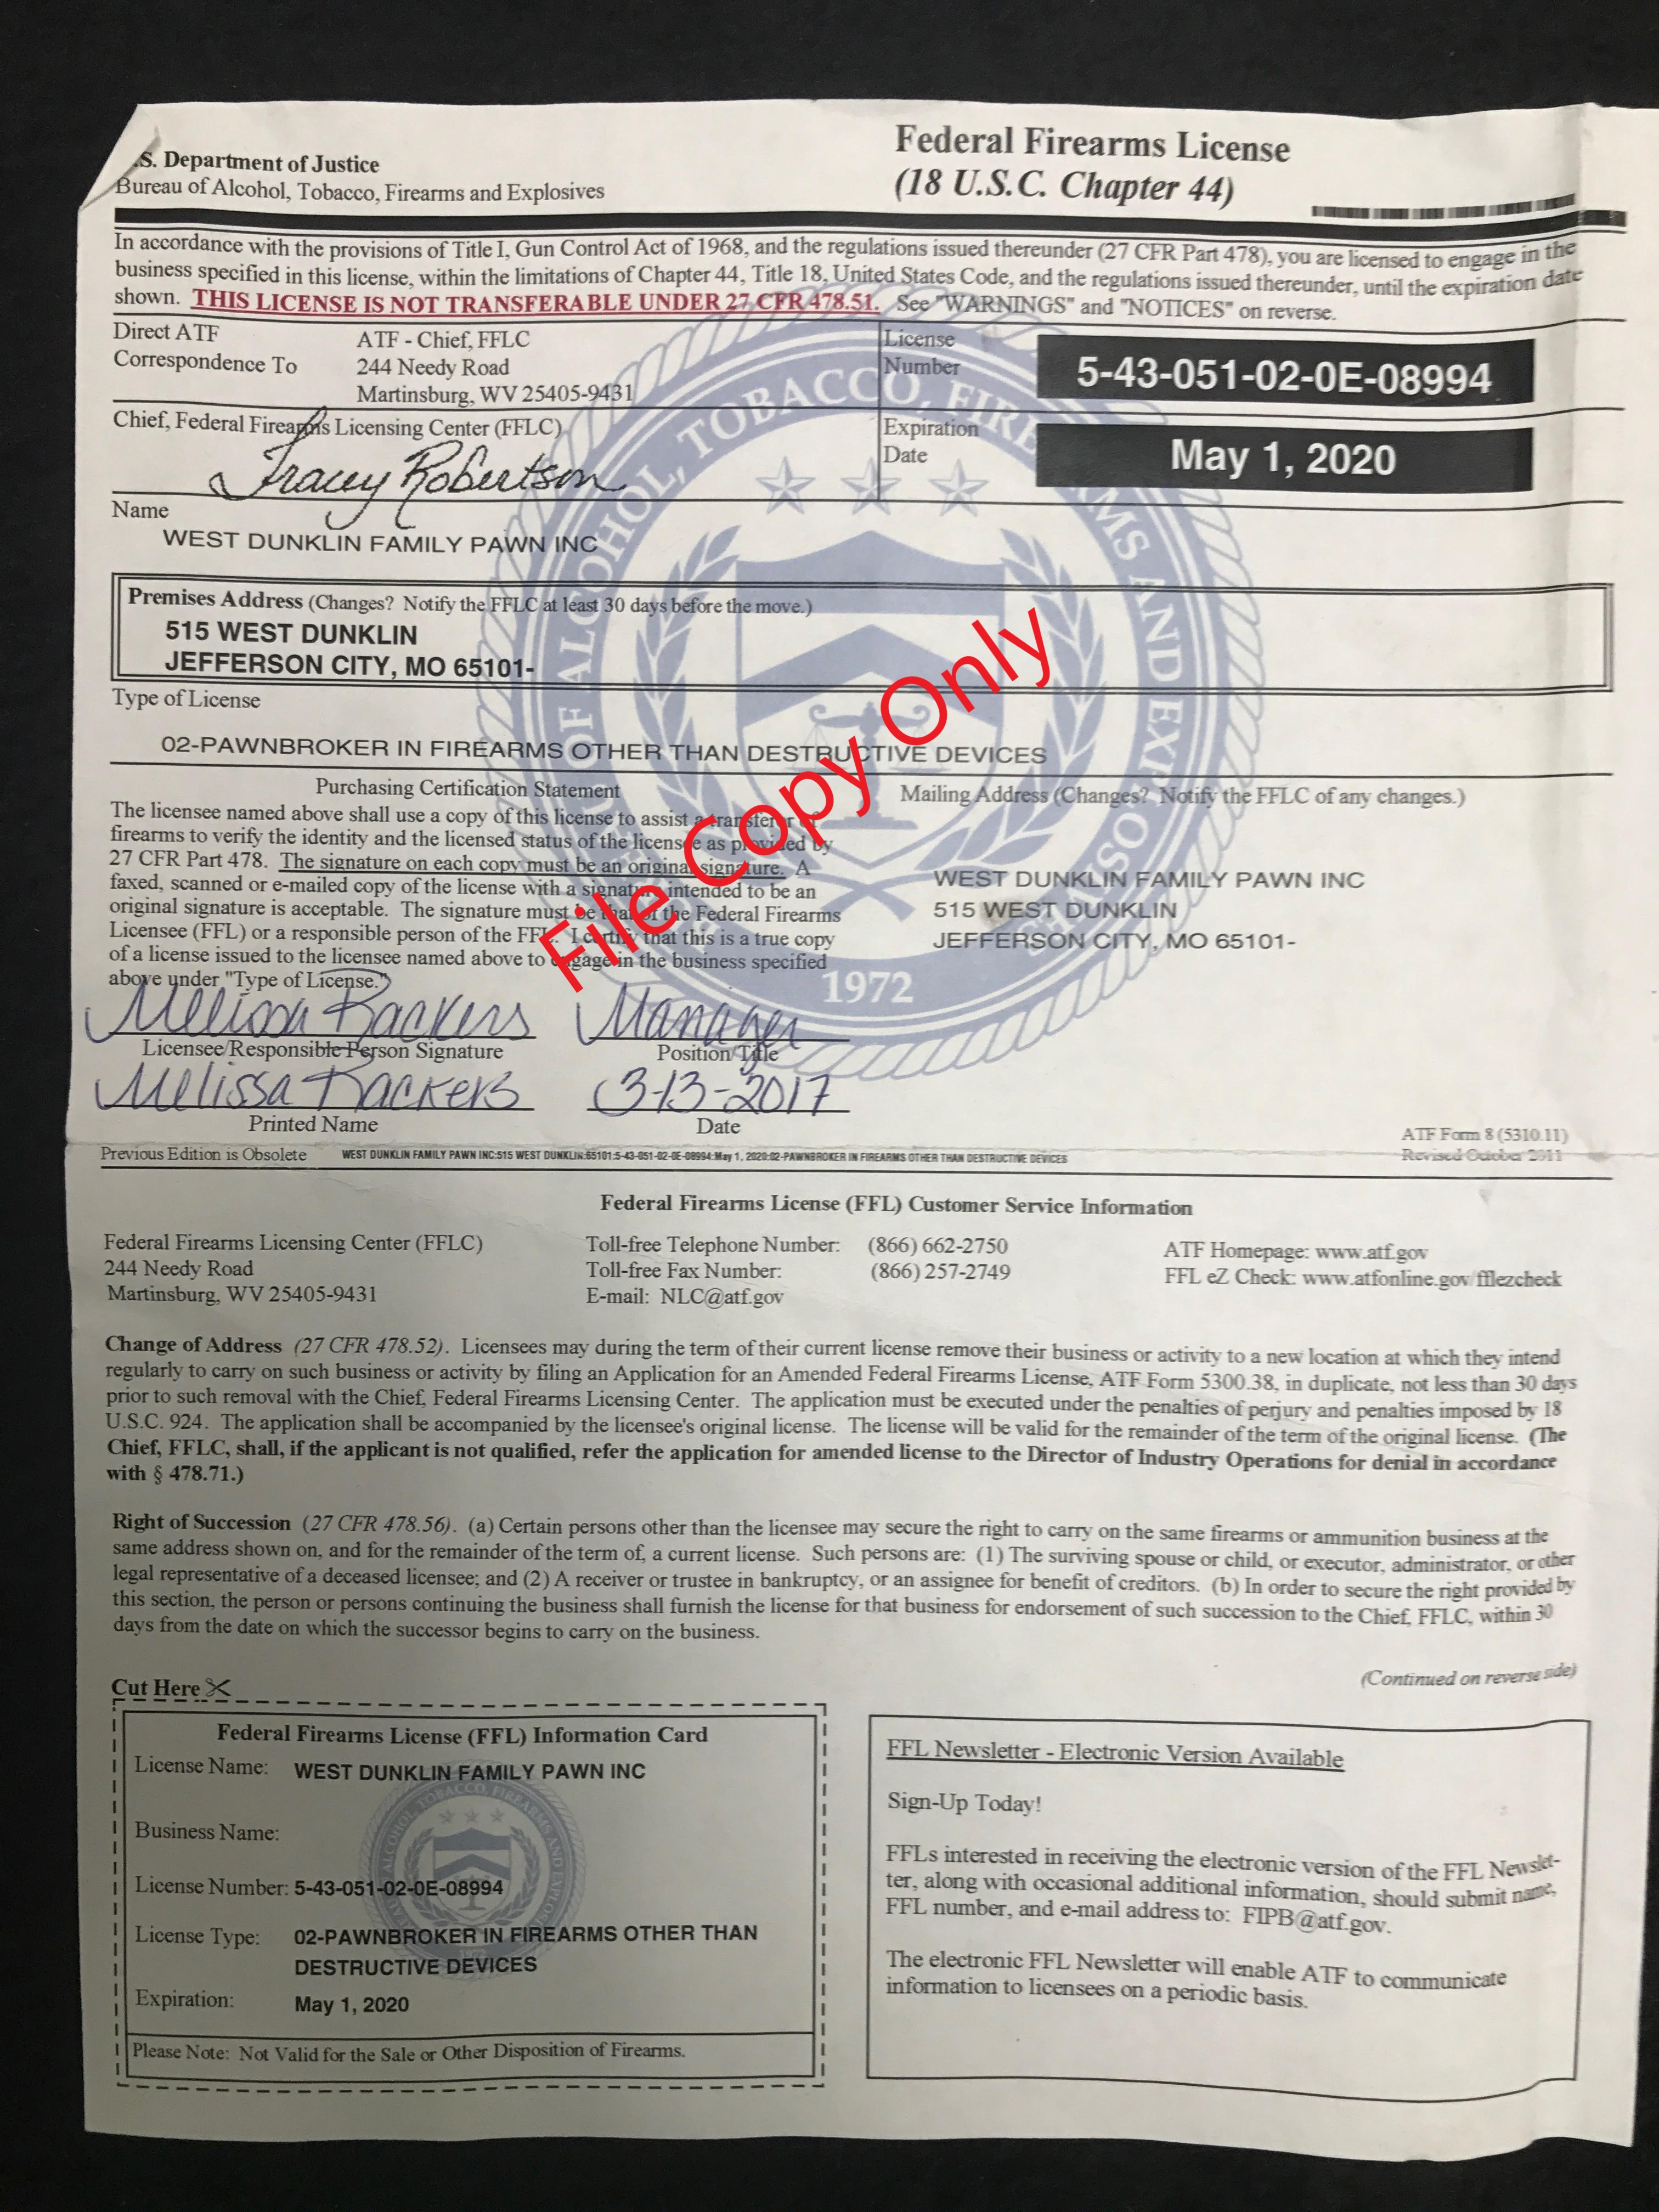 .S. Department of Justice
Bureau of Alcohol, Tobacco, Firearms and Explosives
Federal Firearms License
(18 U.S.C. Chapter 44)
In accordance with the provisions of Title I, Gun Control Act of 1968, and the regulations issued thereunder (27 CFR Part 478), you are licensed to engage in the
business specified in this license, within the limitations of Chapter 44, Title 18, United States Code, and the regulations issued thereunder, until the expiration date
shown. THIS LICENSE IS NOT TRANSFERABLE UNDER 27 CFR 478.51. See "WARNINGS" and "NOTICES" on reverse.
Direct ATF
Correspondence To
ATF - Chief, FFLC
244 Needy Road
Martinsburg, WV 25405-9431
License
Number
5-43-051-02-0E-08994
Chief, Federal Firearms Licensing Center (FFLC)
Tracey Robertson
Expiration
Date
May 1, 2020
Name
WEST DUNKLIN FAMILY PAWN INC
Premises Address (Changes? Notify the FFLC at least 30 days before the move.)
515 WEST DUNKLIN
JEFFERSON CITY, MO 65101-
Type of License
02-PAWNBROKER IN FIREARMS OTHER THAN DESTRUCTIVE DEVICES
Purchasing Certification Statement
The licensee named above shall use a copy of this license to assist a transferor of
firearms to verify the identity and the licensed status of the licensee as provided by
27 CFR Part 478. The signature on each copy must be an original signature. A
faxed, scanned or e-mailed copy of the license with a signature intended to be an
original signature is acceptable. The signature must be that of the Federal Firearms
Licensee (FFL) or a responsible person of the FFL. I certify that this is a true copy
of a license issued to the licensee named above to engage in the business specified
above under "Type of License."
Mailing Address (Changes? Notify the FFLC of any changes.)
WEST DUNKLIN FAMILY PAWN INC
515 WEST DUNKLIN
JEFFERSON CITY, MO 65101-
File Copy Only
BUREAU OF ALCOHOL, TOBACCO, FIREARMS AND EXPLOSIVES
1972
Melissa Rackers
Manager
Licensee/Responsible Person Signature
Position/Title
Melissa Rackers
3-13-2017
Printed Name
Date
ATF Form 8 (5310.11)
Revised October 2011
Previous Edition is Obsolete
WEST DUNKLIN FAMILY PAWN INC:515 WEST DUNKLIN:65101:5-43-051-02-0E-08994:May 1, 2020:02-PAWNBROKER IN FIREARMS OTHER THAN DESTRUCTIVE DEVICES
Federal Firearms License (FFL) Customer Service Information
Federal Firearms Licensing Center (FFLC)
244 Needy Road
Martinsburg, WV 25405-9431
Toll-free Telephone Number: (866) 662-2750
Toll-free Fax Number: (866) 257-2749
E-mail: NLC@atf.gov
ATF Homepage: www.atf.gov
FFL eZ Check: www.atfonline.gov/fflezcheck
Change of Address (27 CFR 478.52). Licensees may during the term of their current license remove their business or activity to a new location at which they intend
regularly to carry on such business or activity by filing an Application for an Amended Federal Firearms License, ATF Form 5300.38, in duplicate, not less than 30 days
prior to such removal with the Chief, Federal Firearms Licensing Center. The application must be executed under the penalties of perjury and penalties imposed by 18
U.S.C. 924. The application shall be accompanied by the licensee's original license. The license will be valid for the remainder of the term of the original license. (The
Chief, FFLC, shall, if the applicant is not qualified, refer the application for amended license to the Director of Industry Operations for denial in accordance
with § 478.71.)
Right of Succession (27 CFR 478.56). (a) Certain persons other than the licensee may secure the right to carry on the same firearms or ammunition business at the
same address shown on, and for the remainder of the term of, a current license. Such persons are: (1) The surviving spouse or child, or executor, administrator, or other
legal representative of a deceased licensee; and (2) A receiver or trustee in bankruptcy, or an assignee for benefit of creditors. (b) In order to secure the right provided by
this section, the person or persons continuing the business shall furnish the license for that business for endorsement of such succession to the Chief, FFLC, within 30
days from the date on which the successor begins to carry on the business.
(Continued on reverse side)
Cut Here
Federal Firearms License (FFL) Information Card
License Name: WEST DUNKLIN FAMILY PAWN INC
Business Name:
License Number: 5-43-051-02-0E-08994
License Type: 02-PAWNBROKER IN FIREARMS OTHER THAN
DESTRUCTIVE DEVICES
Expiration: May 1, 2020
Please Note: Not Valid for the Sale or Other Disposition of Firearms.
FFL Newsletter - Electronic Version Available
Sign-Up Today!
FFLs interested in receiving the electronic version of the FFL Newslet-
ter, along with occasional additional information, should submit name,
FFL number, and e-mail address to: FIPB@atf.gov.
The electronic FFL Newsletter will enable ATF to communicate
information to licensees on a periodic basis.